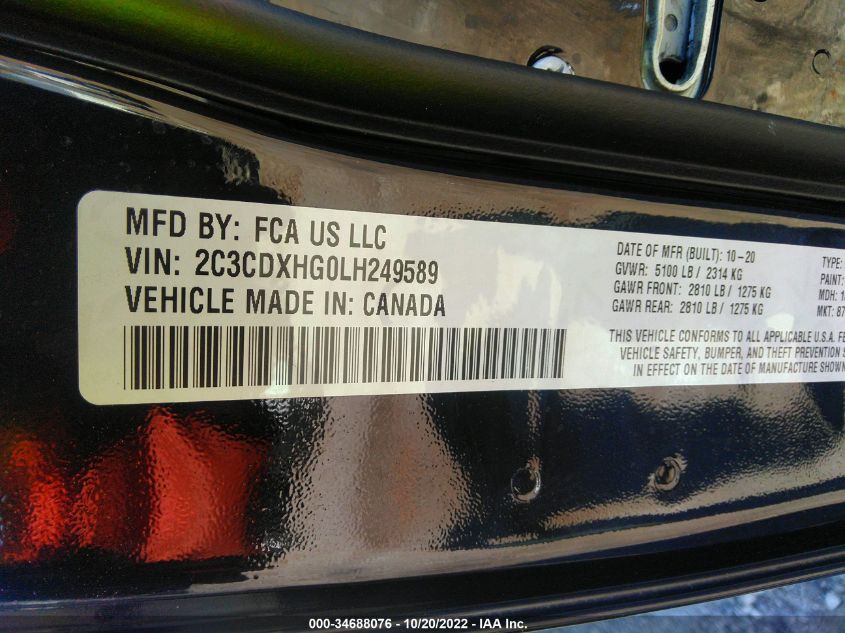 MFD BY: FCA US LLC
VIN: 2C3CDXHG0LH249589
VEHICLE MADE IN: CANADA
DATE OF MFR (BUILT): 10-20
GVWR: 5100 LB / 2314 KG
GAWR FRONT: 2810 LB / 1275 KG
GAWR REAR: 2810 LB / 1275 KG
TYPE:
PAINT:
MDH: 1
MKT: 87
THIS VEHICLE CONFORMS TO ALL APPLICABLE U.S.A. FE
VEHICLE SAFETY, BUMPER, AND THEFT PREVENTION S
IN EFFECT ON THE DATE OF MANUFACTURE SHOWN
000-34688076 - 10/20/2022 - IAA Inc.